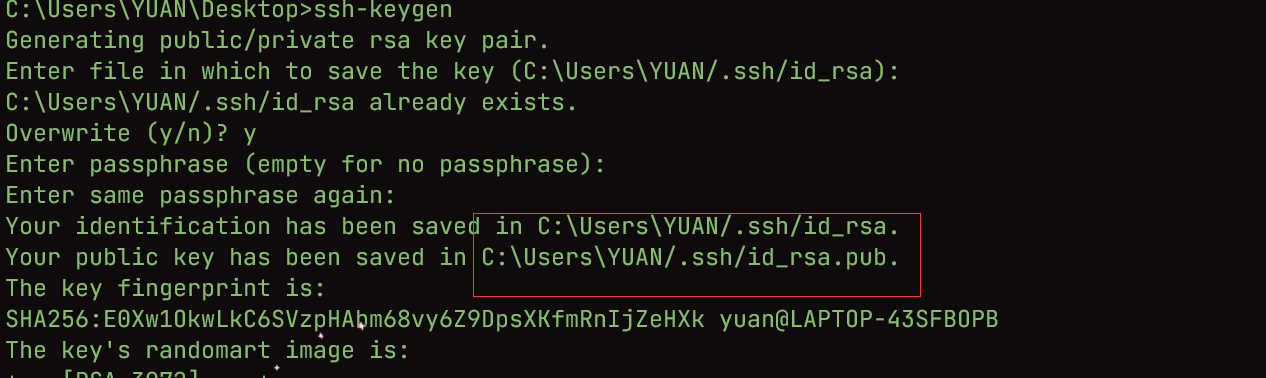 C:\Users\YUAN\Desktop>ssh-keygen
Generating public/private rsa key pair.
Enter file in which to save the key (C:\Users\YUAN/.ssh/id_rsa):
C:\Users\YUAN/.ssh/id_rsa already exists.
Overwrite (y/n)? y
Enter passphrase (empty for no passphrase):
Enter same passphrase again:
Your identification has been saved in C:\Users\YUAN/.ssh/id_rsa.
Your public key has been saved in C:\Users\YUAN/.ssh/id_rsa.pub.
The key fingerprint is:
SHA256:E0Xw1OkwLkC6SVzpHAbm68vy6Z9DpsXKfmRnIjZeHXk yuan@LAPTOP-43SFBOPB
The key's randomart image is: